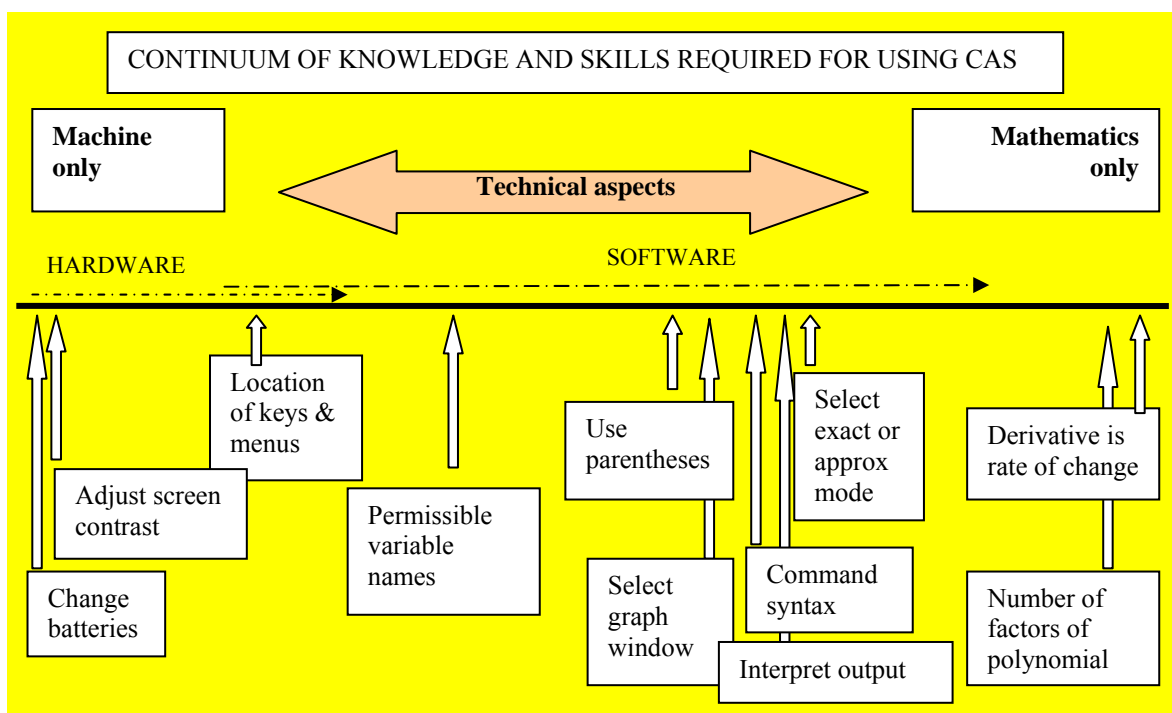 CONTINUUM OF KNOWLEDGE AND SKILLS REQUIRED FOR USING CAS
Machine
only
Mathematics
only
Technical aspects
HARDWARE
SOFTWARE
Location
of keys &
menus
Adjust screen
contrast
Change
batteries
Permissible
variable
names
Use
parentheses
Select
graph
window
Select
exact or
approx
mode
Command
syntax
Interpret output
Derivative is
rate of change
Number of
factors of
polynomial